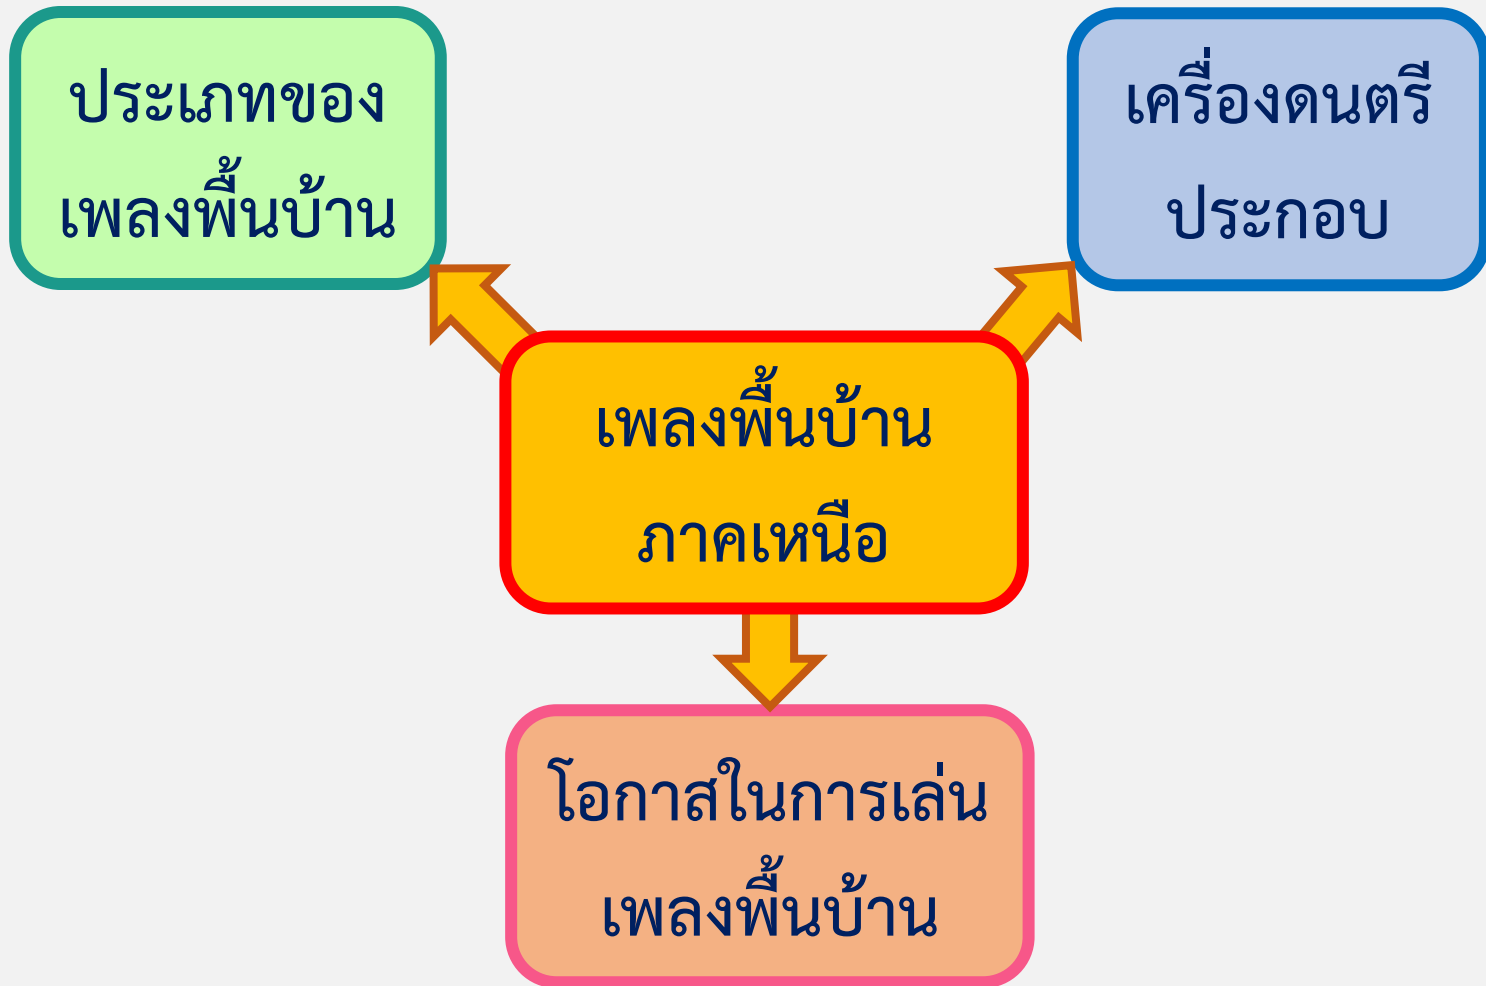 ประเภทของ
เพลงพื้นบ้าน
เครื่องดนตรี
ประกอบ
เพลงพื้นบ้าน
ภาคเหนือ
โอกาสในการเล่น
เพลงพื้นบ้าน